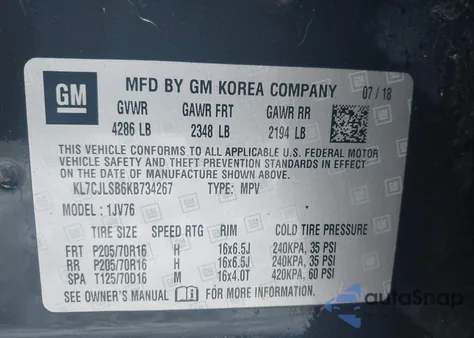 GM
MFD BY GM KOREA COMPANY 07 / 18
GVWR GAWR FRT GAWR RR
4286 LB 2348 LB 2194 LB
THIS VEHICLE CONFORMS TO ALL APPLICABLE U.S. FEDERAL MOTOR
VEHICLE SAFETY AND THEFT PREVENTION STANDARDS IN EFFECT ON
THE DATE OF MANUFACTURE SHOWN ABOVE.
KL7CJLSB6KB734267 TYPE: MPV
MODEL : 1JV76
TIRE SIZE SPEED RTG RIM COLD TIRE PRESSURE
FRT P205/70R16 H 16x6.5J 240KPA, 35 PSI
RR P205/70R16 H 16x6.5J 240KPA, 35 PSI
SPA T125/70D16 M 16x4.0T 420KPA, 60 PSI
SEE OWNER'S MANUAL FOR MORE INFORMATION
autoSnap